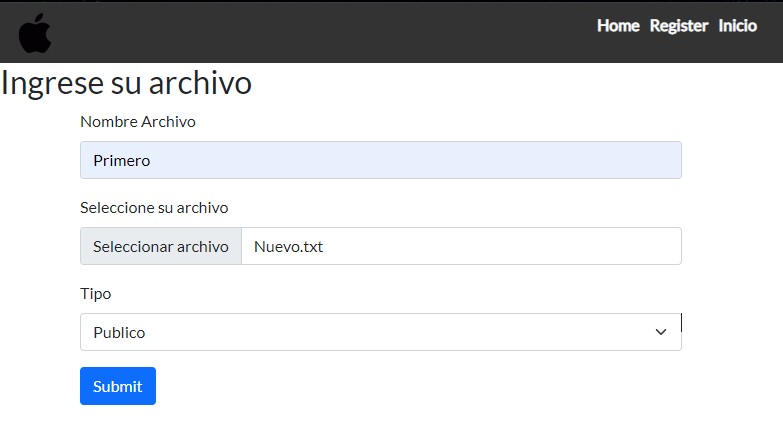 Home Register Inicio
Ingrese su archivo
Nombre Archivo
Primero
Seleccione su archivo
Seleccionar archivo Nuevo.txt
Tipo
Publico
Submit